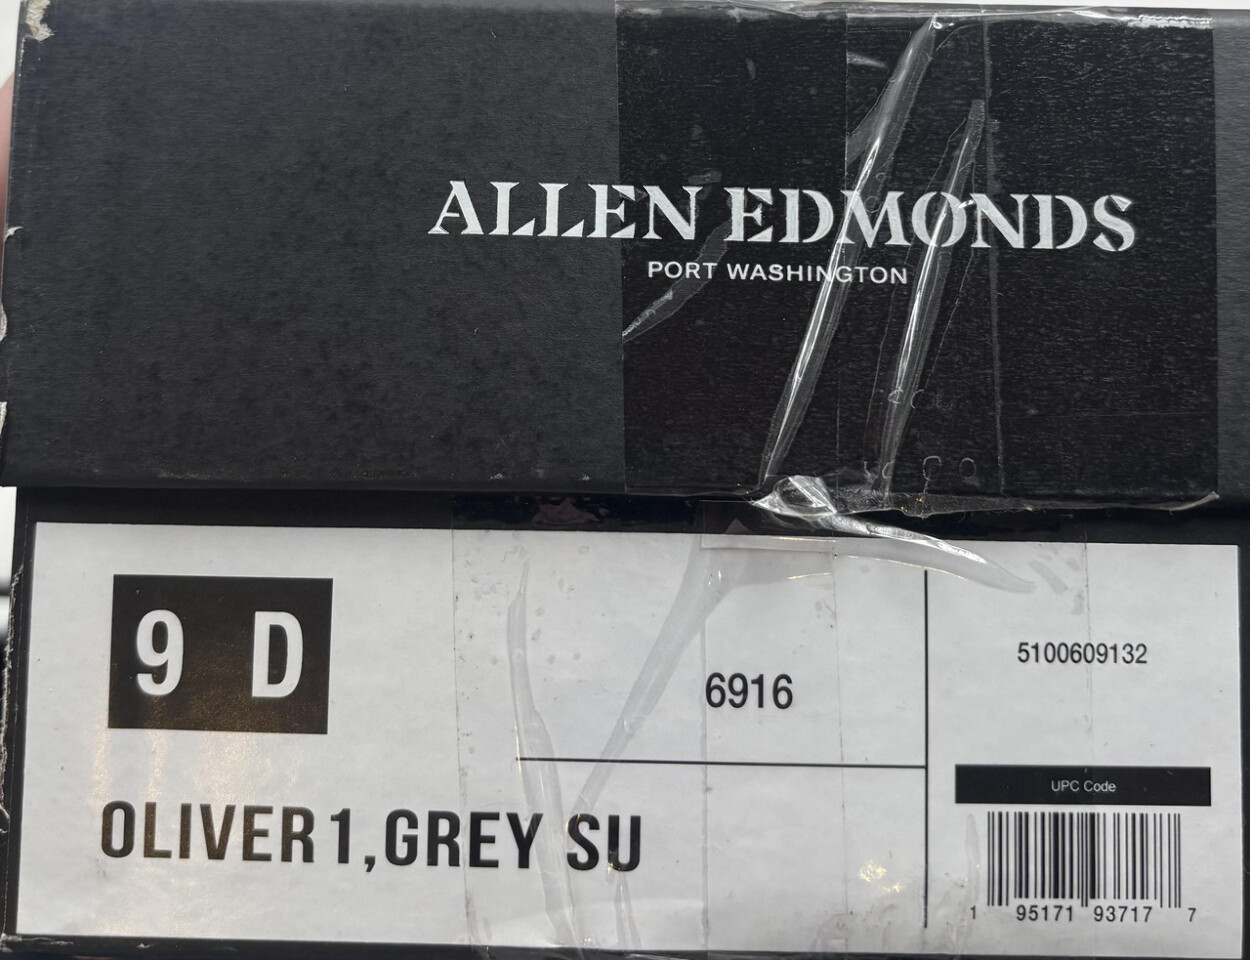 ALLEN EDMONDS
PORT WASHINGTON
9 D
6916
5100609132
UPC Code
OLIVER 1, GREY SU
1 95171 93717 7